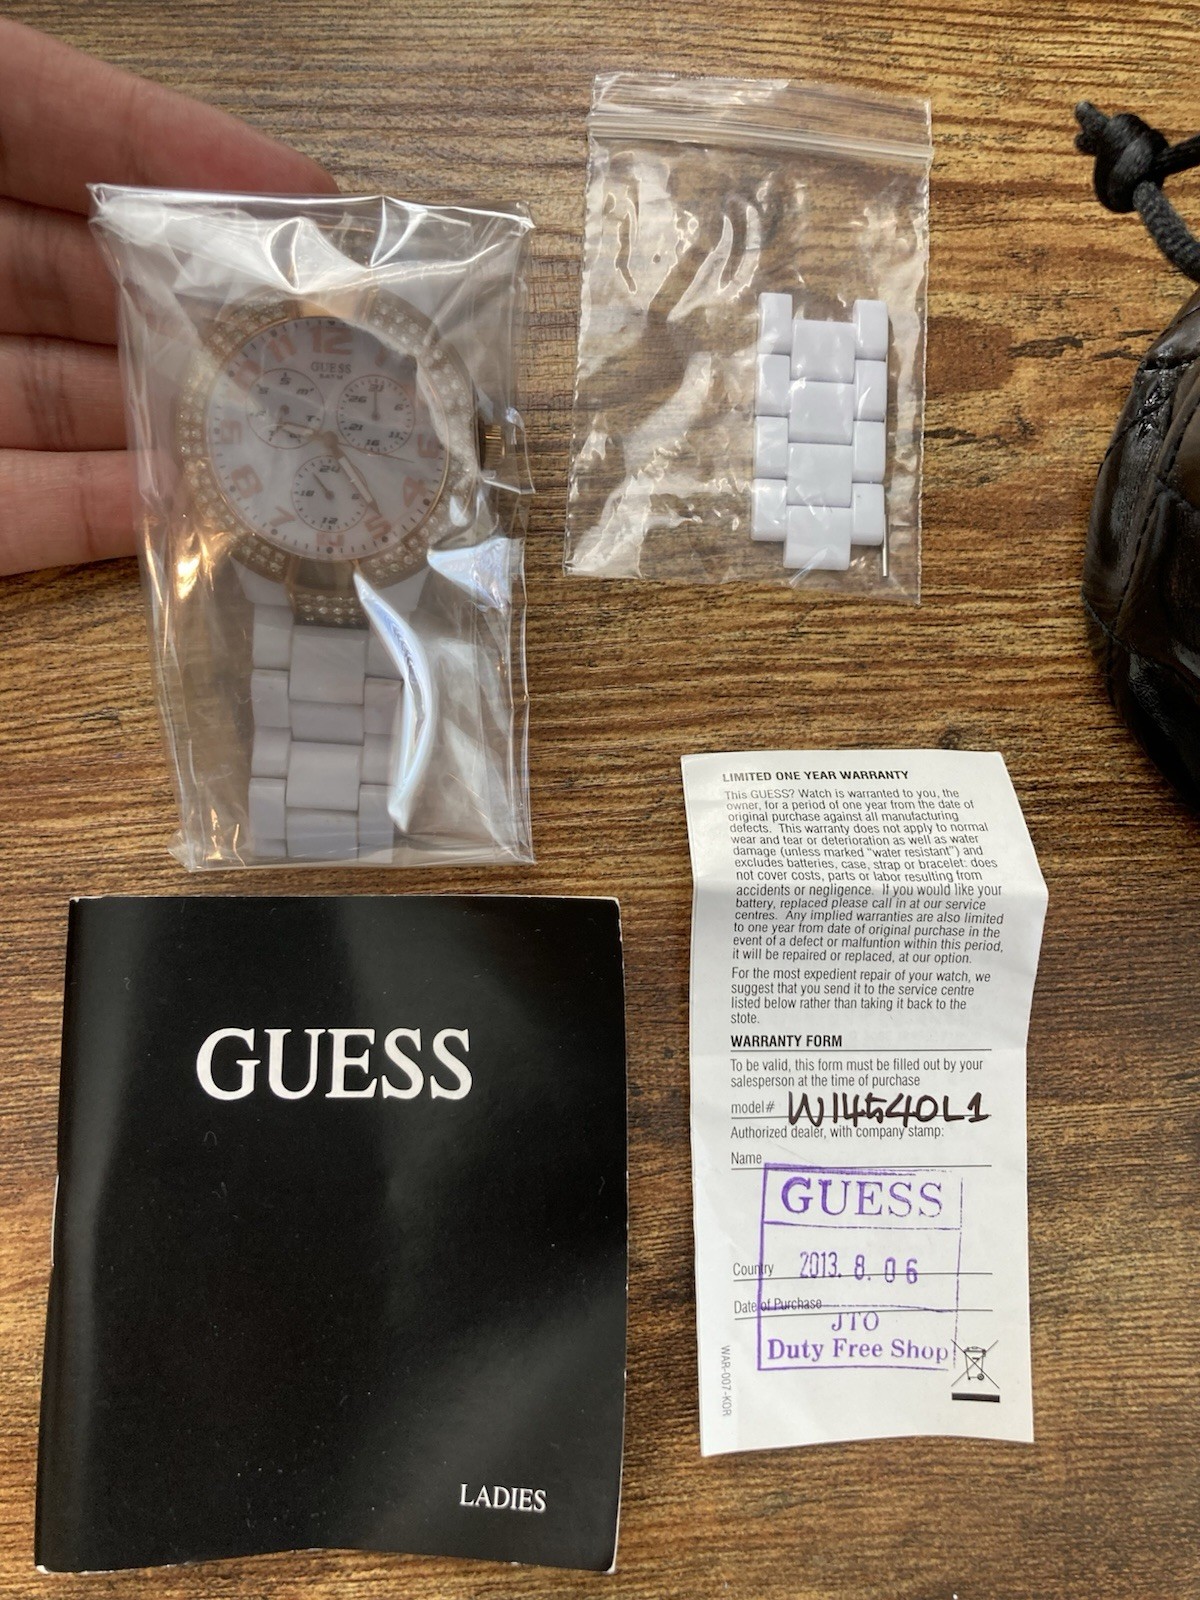 GUESS
12
11
GUESS
LADIES
LIMITED ONE YEAR WARRANTY
This GUESS? Watch is warranted to you, the
owner, for a period of one year from the date of
original purchase against all manufacturing
defects. This warranty does not apply to normal
wear and tear or deterioration as well as water
damage (unless marked "water resistant") and
excludes batteries, case, strap or bracelet: does
not cover costs, parts or labor resulting from
accidents or negligence. If you would like your
battery, replaced please call in at our service
centres. Any implied warranties are also limited
to one year from date of original purchase in the
event of a defect or malfuntion within this period,
it will be repaired or replaced, at our option.
For the most expedient repair of your watch, we
suggest that you send it to the service centre
listed below rather than taking it back to the
stote.
WARRANTY FORM
To be valid, this form must be filled out by your
salesperson at the time of purchase
model# W14540L1
Authorized dealer, with company stamp:
Name
GUESS
Country 2013. 8. 06
Date of Purchase
JTO
Duty Free Shop
WAR-007-KOR